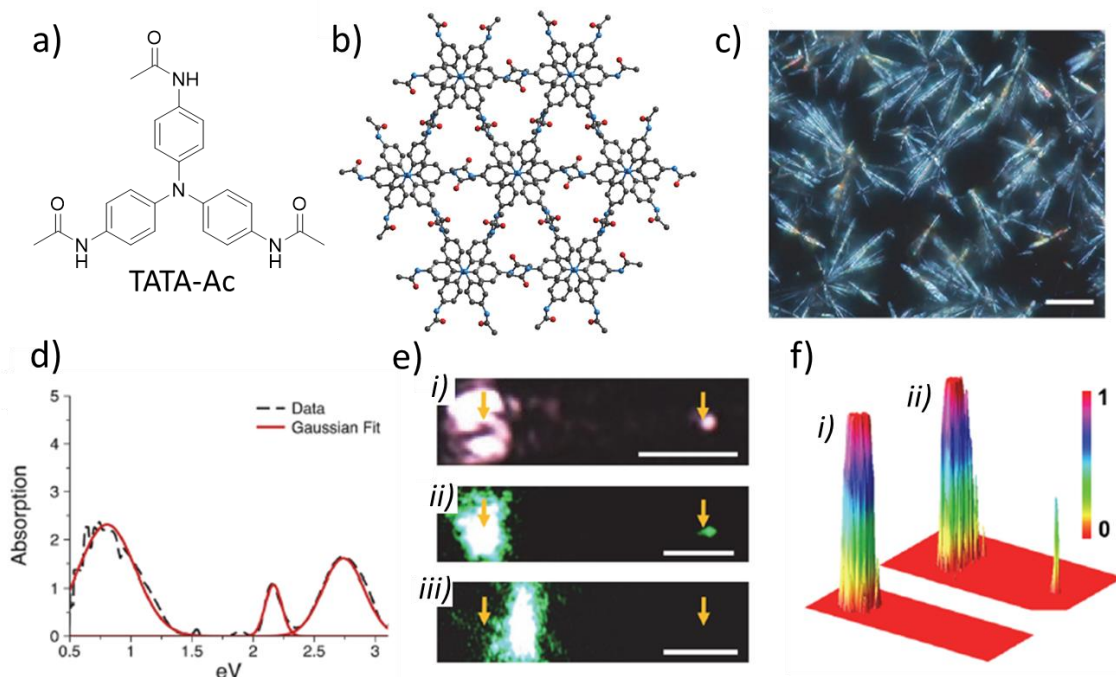 a)
O
NH
N
O
N
H
N
H
O
TATA-Ac
b)
c)
d)
5
4
3
2
1
0
Absorption
Data
Gaussian Fit
0.5 1 1.5 2 2.5 3
eV
e)
i)
ii)
iii)
f)
i)
ii)
1
0